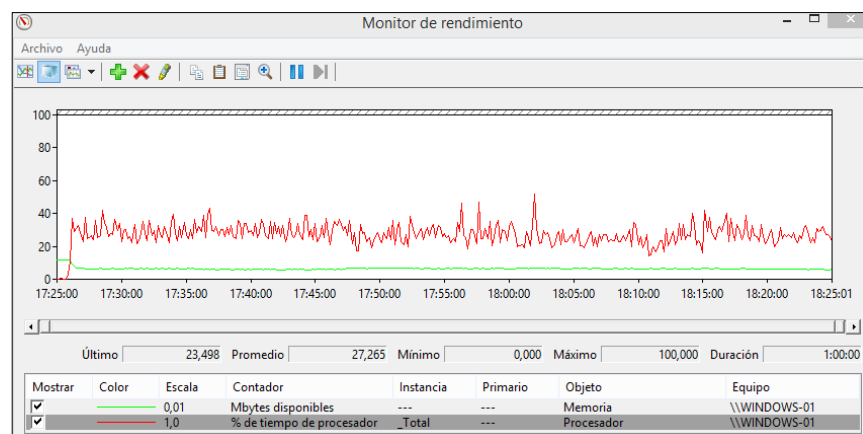 Monitor de rendimiento
Archivo Ayuda
100
80
60
40
20
0
17:25:00 17:30:00 17:35:00 17:40:00 17:45:00 17:50:00 17:55:00 18:00:00 18:05:00 18:10:00 18:15:00 18:20:00 18:25:01
Último 23,498 Promedio 27,265 Mínimo 0,000 Máximo 100,000 Duración 1:00:00
Mostrar Color Escala Contador Instancia Primario Objeto Equipo
0,01 Mbytes disponibles --- --- Memoria \\WINDOWS-01
1,0 % de tiempo de procesador _Total --- Procesador \\WINDOWS-01